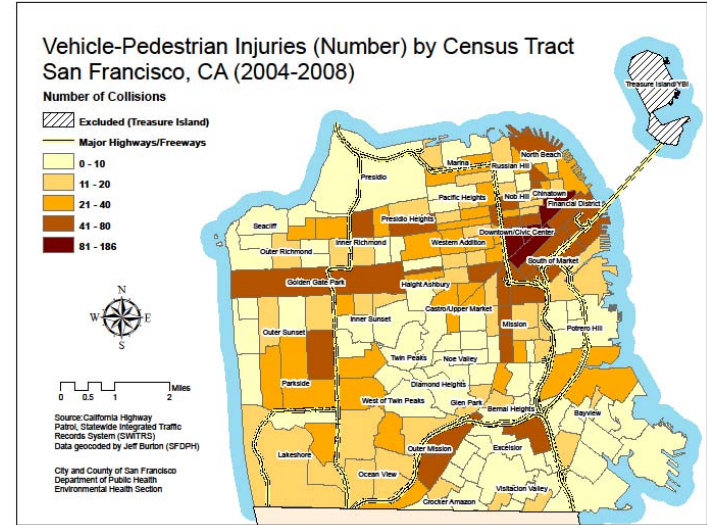 Vehicle-Pedestrian Injuries (Number) by Census Tract
San Francisco, CA (2004-2008)
Number of Collisions
Excluded (Treasure Island)
Major Highways/Freeways
0 - 10
11 - 20
21 - 40
41 - 80
81 - 186
Treasure Island/YBI
North Beach
Marina
Russian Hill
Presidio
Chinatown
Nob Hill
Pacific Heights
Financial District
Presidio Heights
Seacliff
Downtown/Civic Center
Inner Richmond
Western Addition
Outer Richmond
South of Market
Golden Gate Park
Haight Ashbury
Castro/Upper Market
Inner Sunset
Mission
Outer Sunset
Potrero Hill
Twin Peaks
Noe Valley
Parkside
Diamond Heights
West of Twin Peaks
Glen Park
Bernal Heights
Bayview
Outer Mission
Excelsior
Lakeshore
Ocean View
Visitacion Valley
Crocker Amazon
N
W E
S
0 0.5 1 2 Miles
Source: California Highway
Patrol, Statewide Integrated Traffic
Records System (SWITRS)
Data geocoded by Jeff Burton (SFDPH)
City and County of San Francisco
Department of Public Health
Environmental Health Section